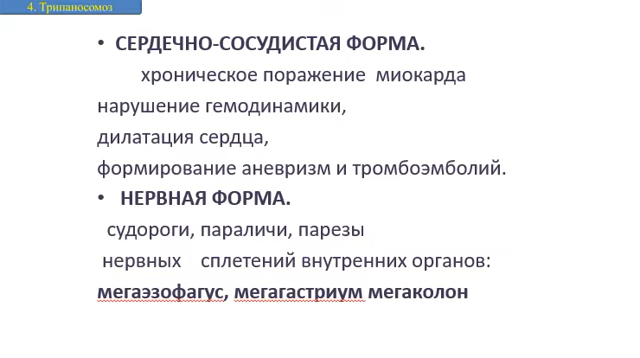 4. Трипаносомоз
• СЕРДЕЧНО-СОСУДИСТАЯ ФОРМА.
хроническое поражение миокарда
нарушение гемодинамики,
дилатация сердца,
формирование аневризм и тромбоэмболий.
• НЕРВНАЯ ФОРМА.
судороги, параличи, парезы
нервных сплетений внутренних органов:
мегаэзофагус, мегагастриум мегаколон